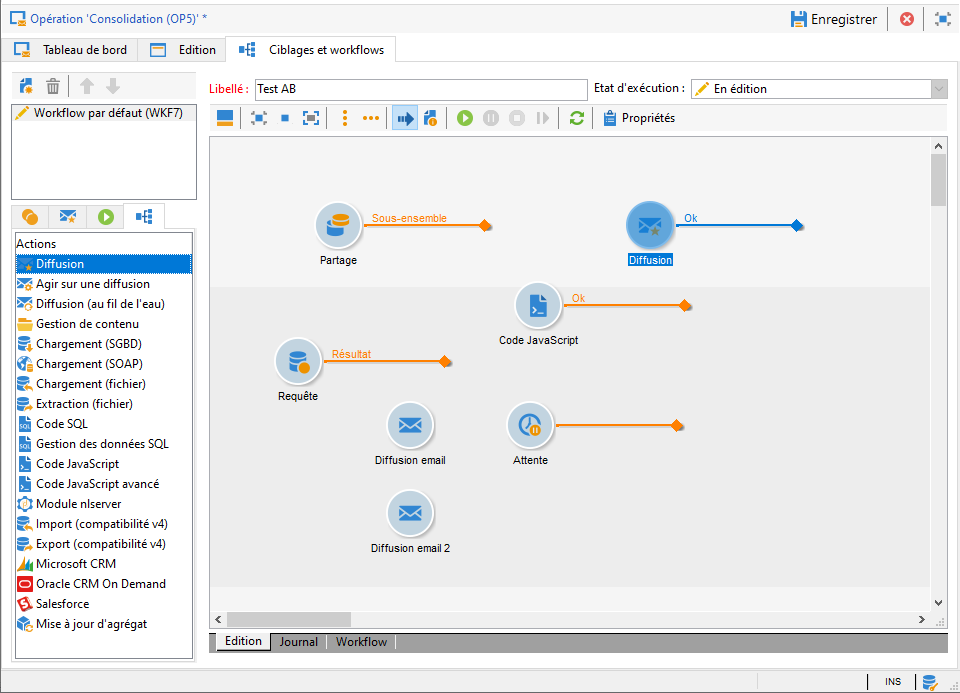 Opération 'Consolidation (OP5)' *
Enregistrer
Tableau de bord
Edition
Ciblages et workflows
Workflow par défaut (WKF7)
Actions
Diffusion
Agir sur une diffusion
Diffusion (au fil de l'eau)
Gestion de contenu
Chargement (SGBD)
Chargement (SOAP)
Chargement (fichier)
Extraction (fichier)
Code SQL
Gestion des données SQL
Code JavaScript
Code JavaScript avancé
Module nlserver
Import (compatibilité v4)
Export (compatibilité v4)
Microsoft CRM
Oracle CRM On Demand
Salesforce
Mise à jour d'agrégat
Libellé : Test AB
Etat d'exécution : En édition
Propriétés
Sous-ensemble
Partage
Ok
Diffusion
Ok
Code JavaScript
Résultat
Requête
Diffusion email
Attente
Diffusion email 2
Edition
Journal
Workflow
INS